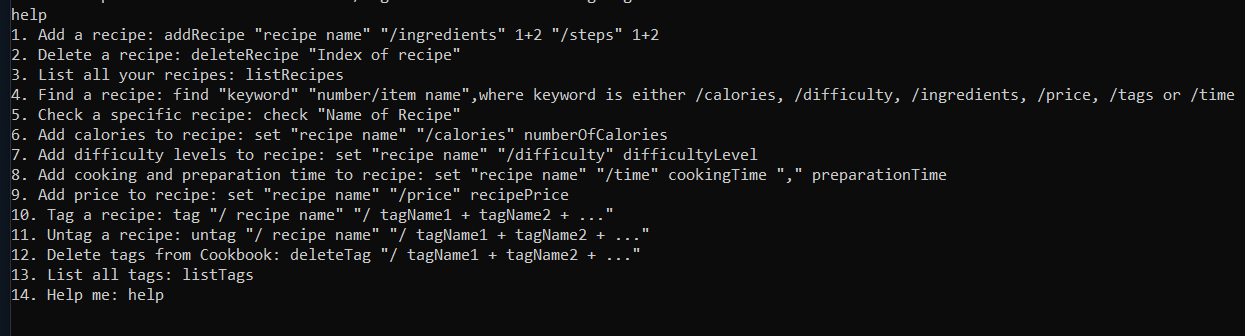 help
1. Add a recipe: addRecipe "recipe name" "/ingredients" 1+2 "/steps" 1+2
2. Delete a recipe: deleteRecipe "Index of recipe"
3. List all your recipes: listRecipes
4. Find a recipe: find "keyword" "number/item name",where keyword is either /calories, /difficulty, /ingredients, /price, /tags or /time
5. Check a specific recipe: check "Name of Recipe"
6. Add calories to recipe: set "recipe name" "/calories" numberOfCalories
7. Add difficulty levels to recipe: set "recipe name" "/difficulty" difficultyLevel
8. Add cooking and preparation time to recipe: set "recipe name" "/time" cookingTime "," preparationTime
9. Add price to recipe: set "recipe name" "/price" recipePrice
10. Tag a recipe: tag "/ recipe name" "/ tagName1 + tagName2 + ..."
11. Untag a recipe: untag "/ recipe name" "/ tagName1 + tagName2 + ..."
12. Delete tags from Cookbook: deleteTag "/ tagName1 + tagName2 + ..."
13. List all tags: listTags
14. Help me: help